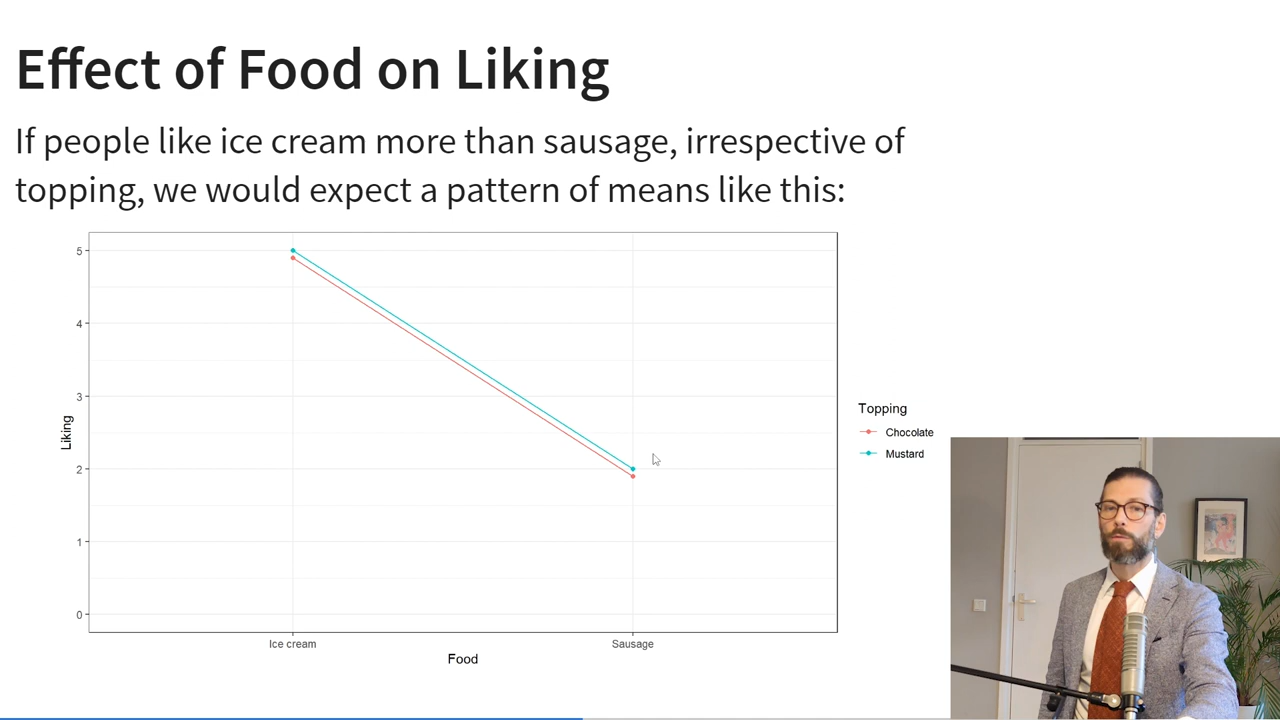 Effect of Food on Liking
If people like ice cream more than sausage, irrespective of
topping, we would expect a pattern of means like this:
5
4
3
2
1
0
Liking
Ice cream
Sausage
Food
Topping
Chocolate
Mustard